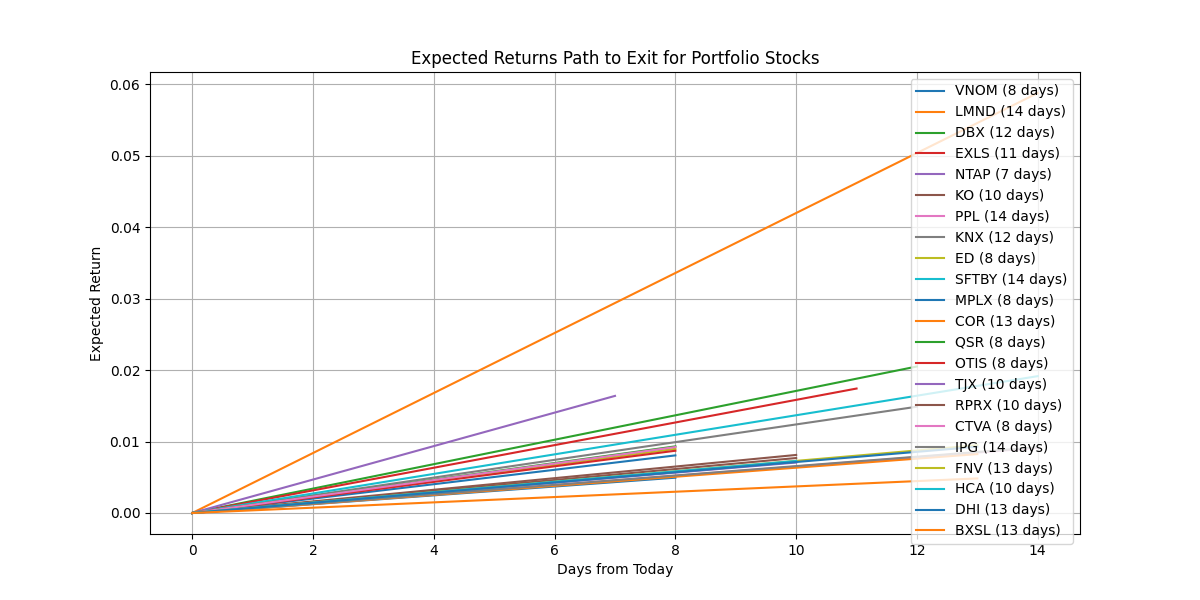 Expected Returns Path to Exit for Portfolio Stocks
0.06
0.05
0.04
0.03
0.02
0.01
0.00
Expected Return
0 2 4 6 8 10 12 14
Days from Today
VNOM (8 days)
LMND (14 days)
DBX (12 days)
EXLS (11 days)
NTAP (7 days)
KO (10 days)
PPL (14 days)
KNX (12 days)
ED (8 days)
SFTBY (14 days)
MPLX (8 days)
COR (13 days)
QSR (8 days)
OTIS (8 days)
TJX (10 days)
RPRX (10 days)
CTVA (8 days)
IPG (14 days)
FNV (13 days)
HCA (10 days)
DHI (13 days)
BXSL (13 days)